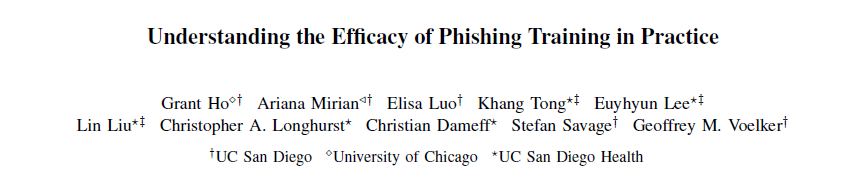 Understanding the Efficacy of Phishing Training in Practice
Grant Ho⋄† Ariana Mirian◁† Elisa Luo† Khang Tong⋆‡ Euyhyun Lee⋆‡
Lin Liu⋆‡ Christopher A. Longhurst⋆ Christian Dameff⋆ Stefan Savage† Geoffrey M. Voelker†
†UC San Diego ⋄University of Chicago ⋆UC San Diego Health